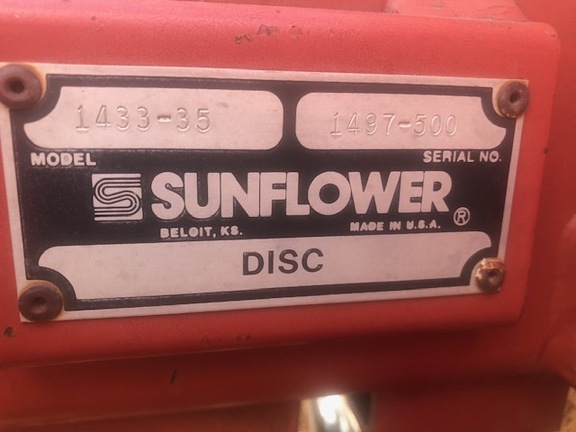 1433-35 1497-500
MODEL SERIAL NO.
SUNFLOWER ®
BELOIT, KS. MADE IN U.S.A.
DISC